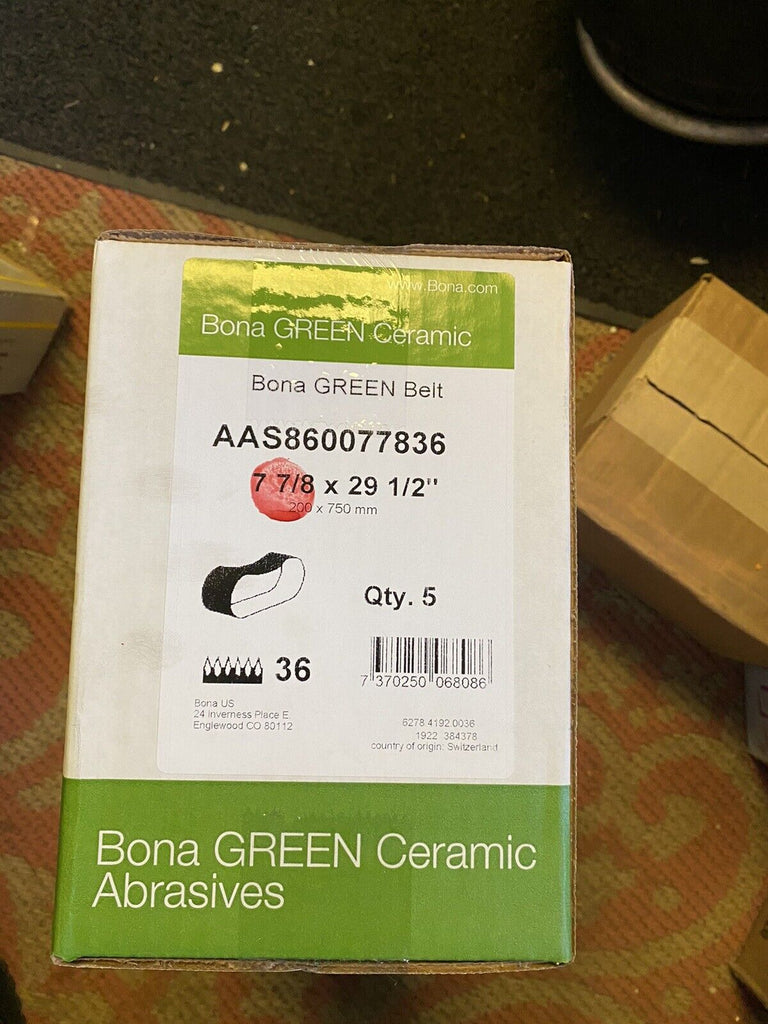 www.Bona.com
Bona GREEN Ceramic
Bona GREEN Belt
AAS860077836
7 7/8 x 29 1/2"
200 x 750 mm
Qty. 5
36
7 370250 068086
Bona US
24 Inverness Place E.
Englewood CO 80112
6278.4192.0036
1922 384378
country of origin: Switzerland
Bona GREEN Ceramic
Abrasives